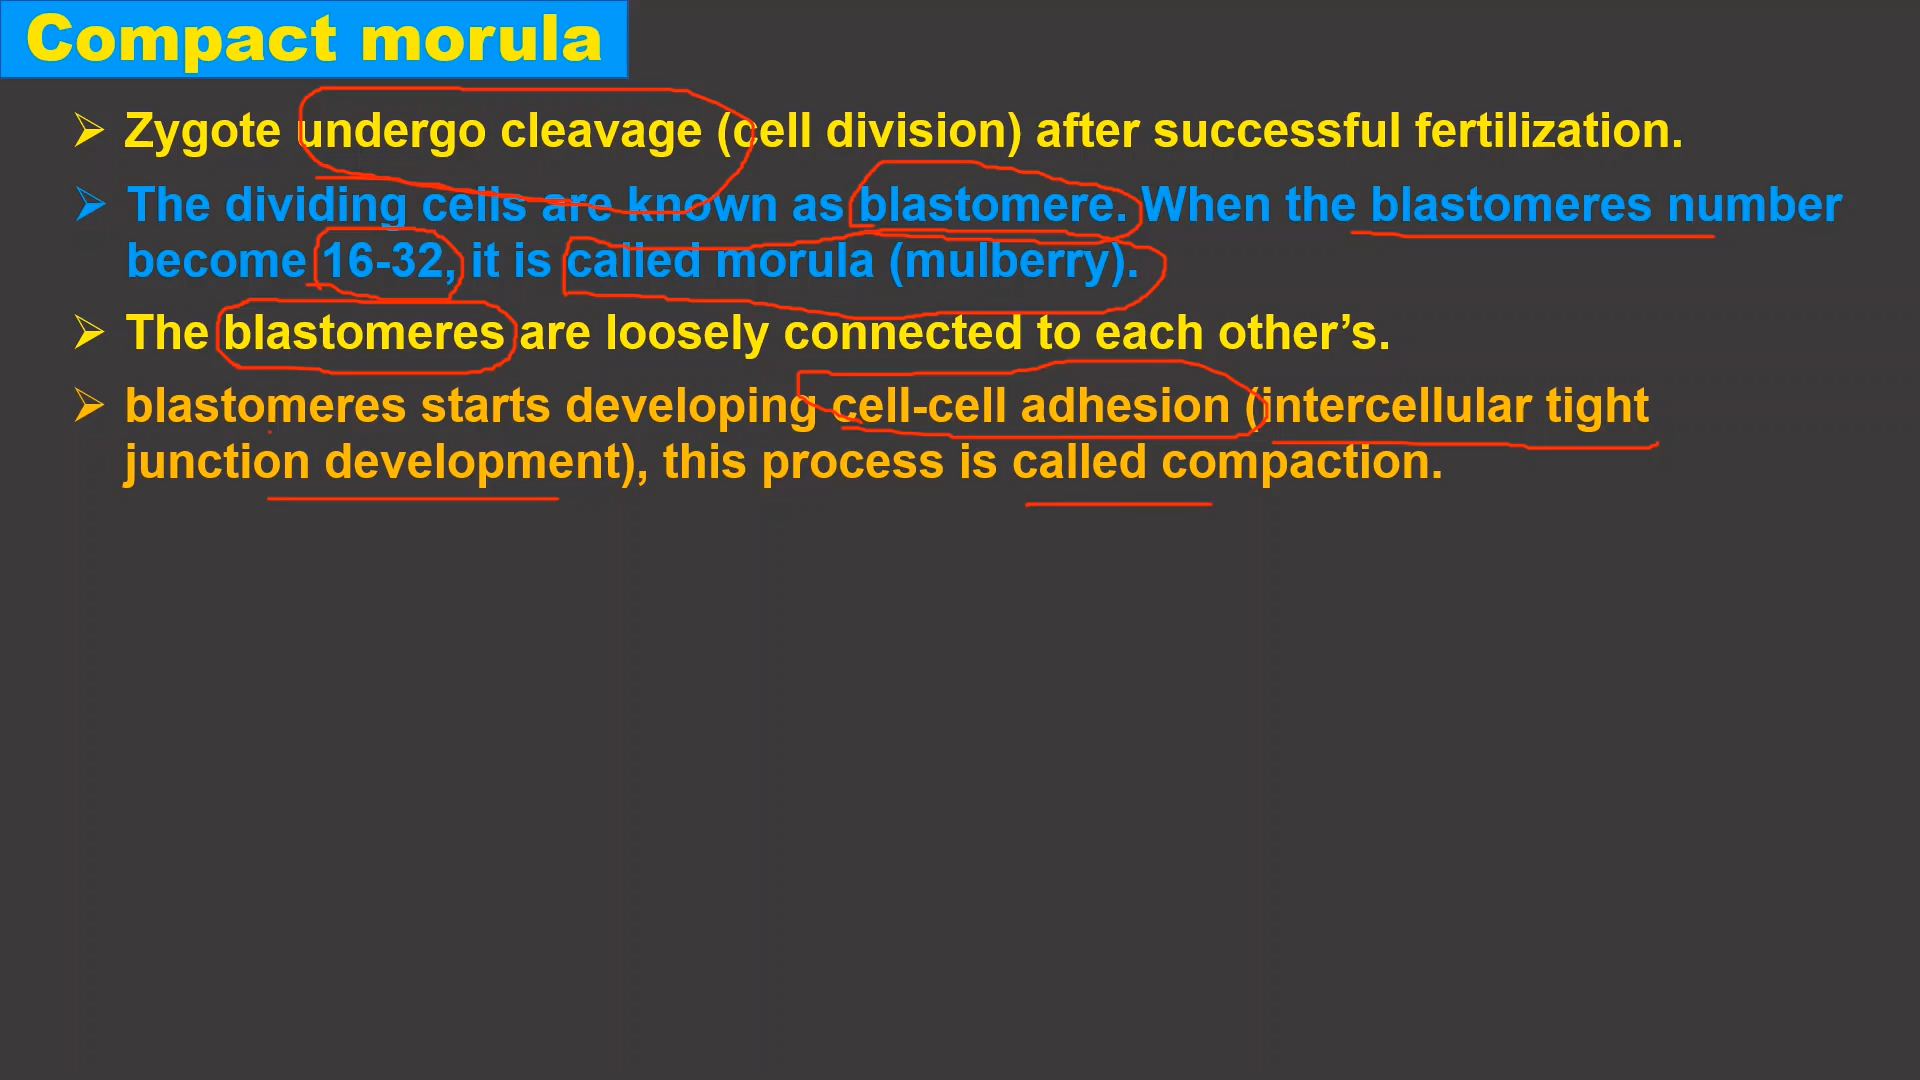 Compact morula
Zygote undergo cleavage (cell division) after successful fertilization.
The dividing cells are known as blastomere. When the blastomeres number
become 16-32, it is called morula (mulberry).
The blastomeres are loosely connected to each other’s.
blastomeres starts developing cell-cell adhesion (intercellular tight
junction development), this process is called compaction.